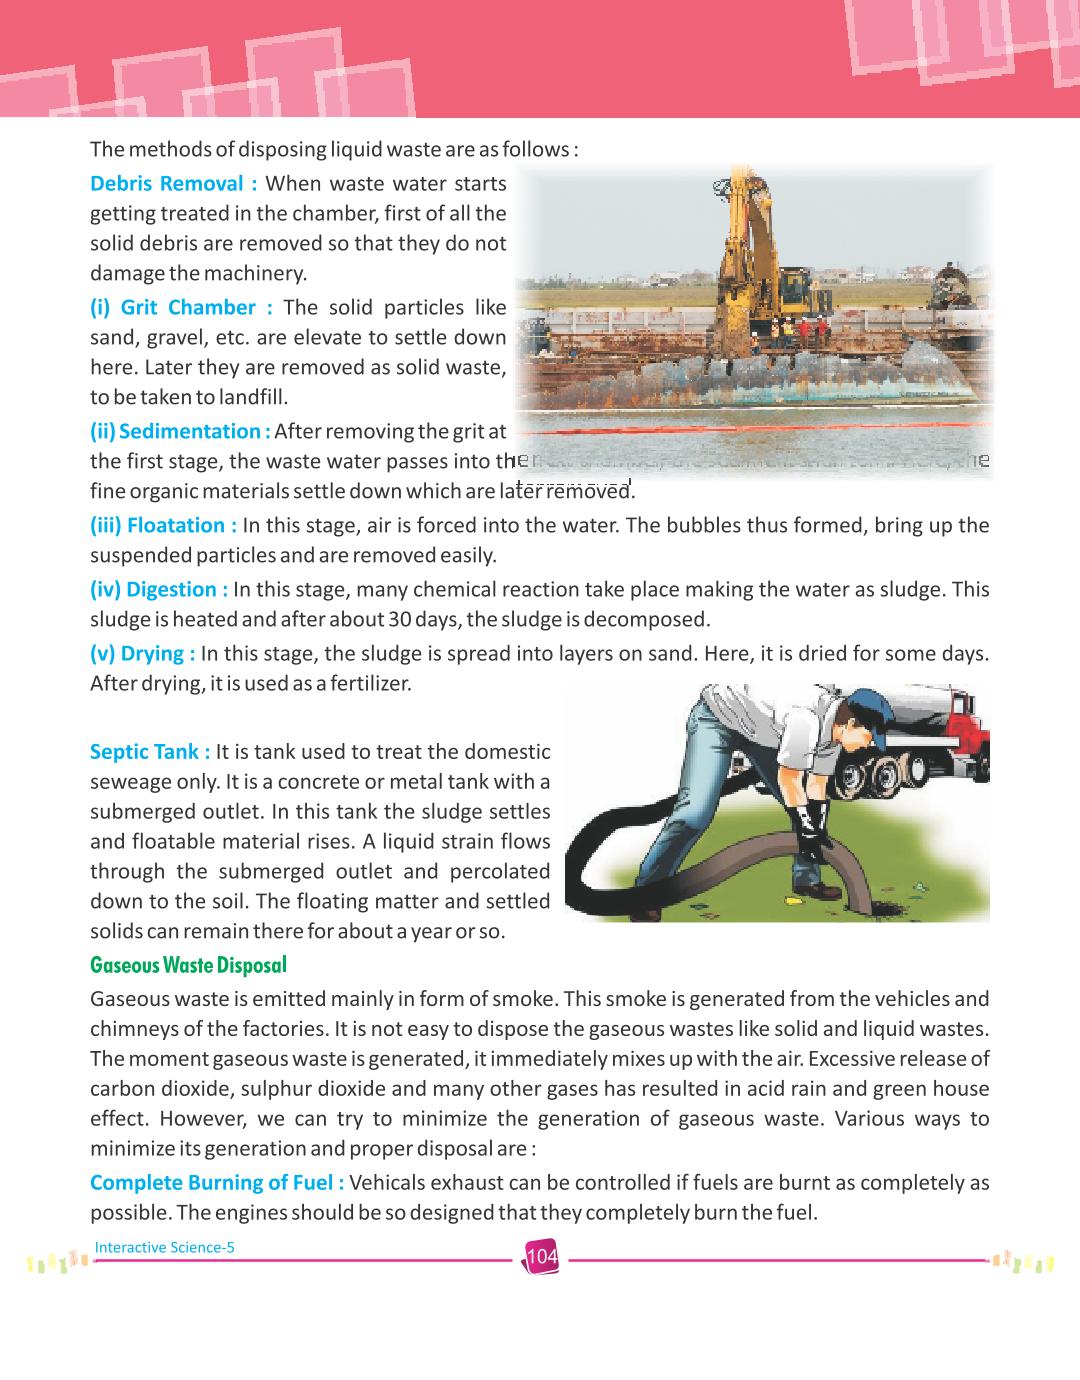 The methods of disposing liquid waste are as follows :
Debris Removal : When waste water starts
getting treated in the chamber, first of all the
solid debris are removed so that they do not
damage the machinery.
(i) Grit Chamber : The solid particles like
sand, gravel, etc. are elevate to settle down
here. Later they are removed as solid waste,
to be taken to landfill.
(ii) Sedimentation : After removing the grit at
the first stage, the waste water passes into the
fine organic materials settle down which are later removed.
(iii) Floatation : In this stage, air is forced into the water. The bubbles thus formed, bring up the
suspended particles and are removed easily.
(iv) Digestion : In this stage, many chemical reaction take place making the water as sludge. This
sludge is heated and after about 30 days, the sludge is decomposed.
(v) Drying : In this stage, the sludge is spread into layers on sand. Here, it is dried for some days.
After drying, it is used as a fertilizer.
Septic Tank : It is tank used to treat the domestic
seweage only. It is a concrete or metal tank with a
submerged outlet. In this tank the sludge settles
and floatable material rises. A liquid strain flows
through the submerged outlet and percolated
down to the soil. The floating matter and settled
solids can remain there for about a year or so.
Gaseous Waste Disposal
Gaseous waste is emitted mainly in form of smoke. This smoke is generated from the vehicles and
chimneys of the factories. It is not easy to dispose the gaseous wastes like solid and liquid wastes.
The moment gaseous waste is generated, it immediately mixes up with the air. Excessive release of
carbon dioxide, sulphur dioxide and many other gases has resulted in acid rain and green house
effect. However, we can try to minimize the generation of gaseous waste. Various ways to
minimize its generation and proper disposal are :
Complete Burning of Fuel : Vehicals exhaust can be controlled if fuels are burnt as completely as
possible. The engines should be so designed that they completely burn the fuel.
Interactive Science-5
104